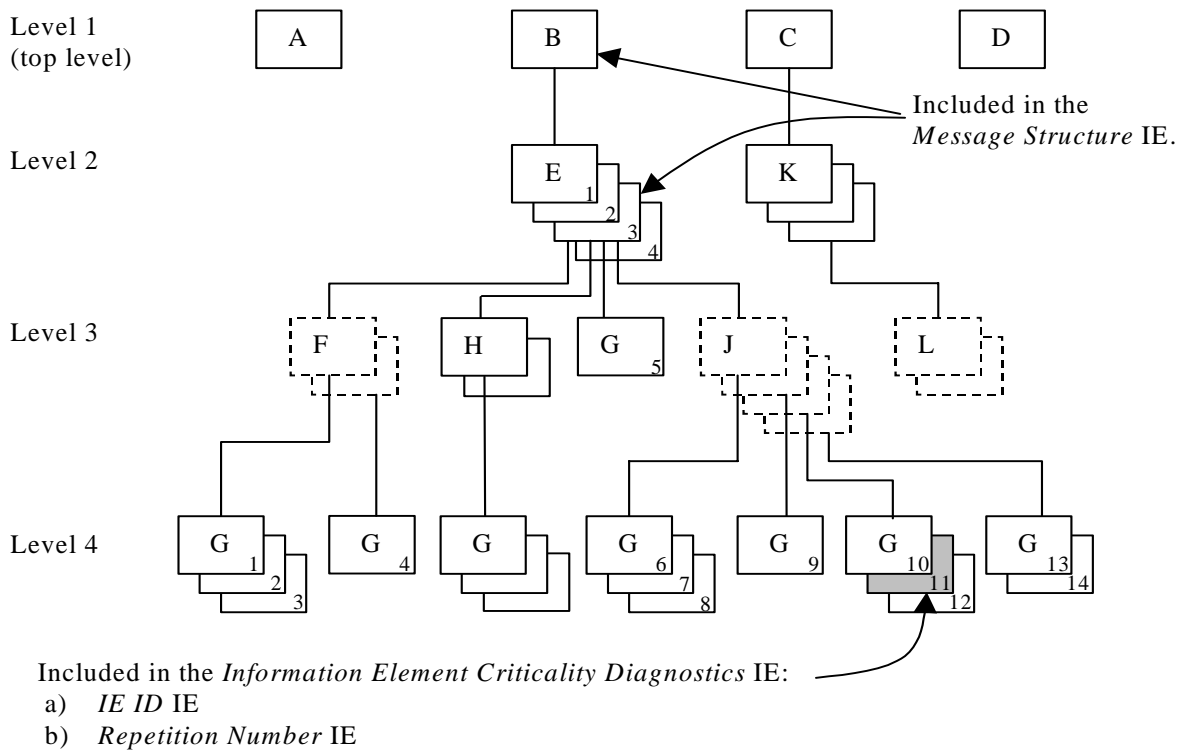 Level 1
(top level)
A
B
C
D
Included in the
Message Structure IE.
Level 2
E
1
2
3
4
K
Level 3
F
H
G
5
J
L
Level 4
G
1
2
3
G
4
G
G
6
7
8
G
9
G
10
11
12
G
13
14
Included in the Information Element Criticality Diagnostics IE:
a) IE ID IE
b) Repetition Number IE